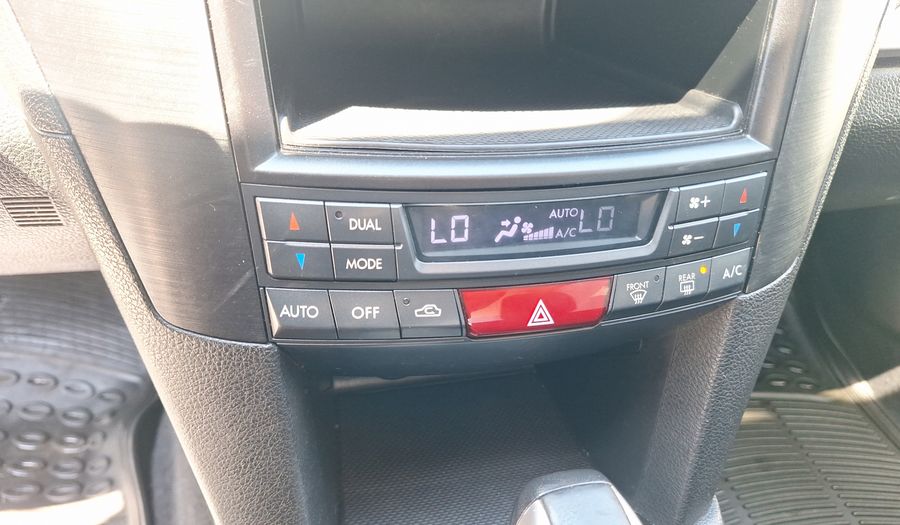 DUAL
MODE
LO AUTO LO
A/C
AUTO OFF
FRONT REAR A/C